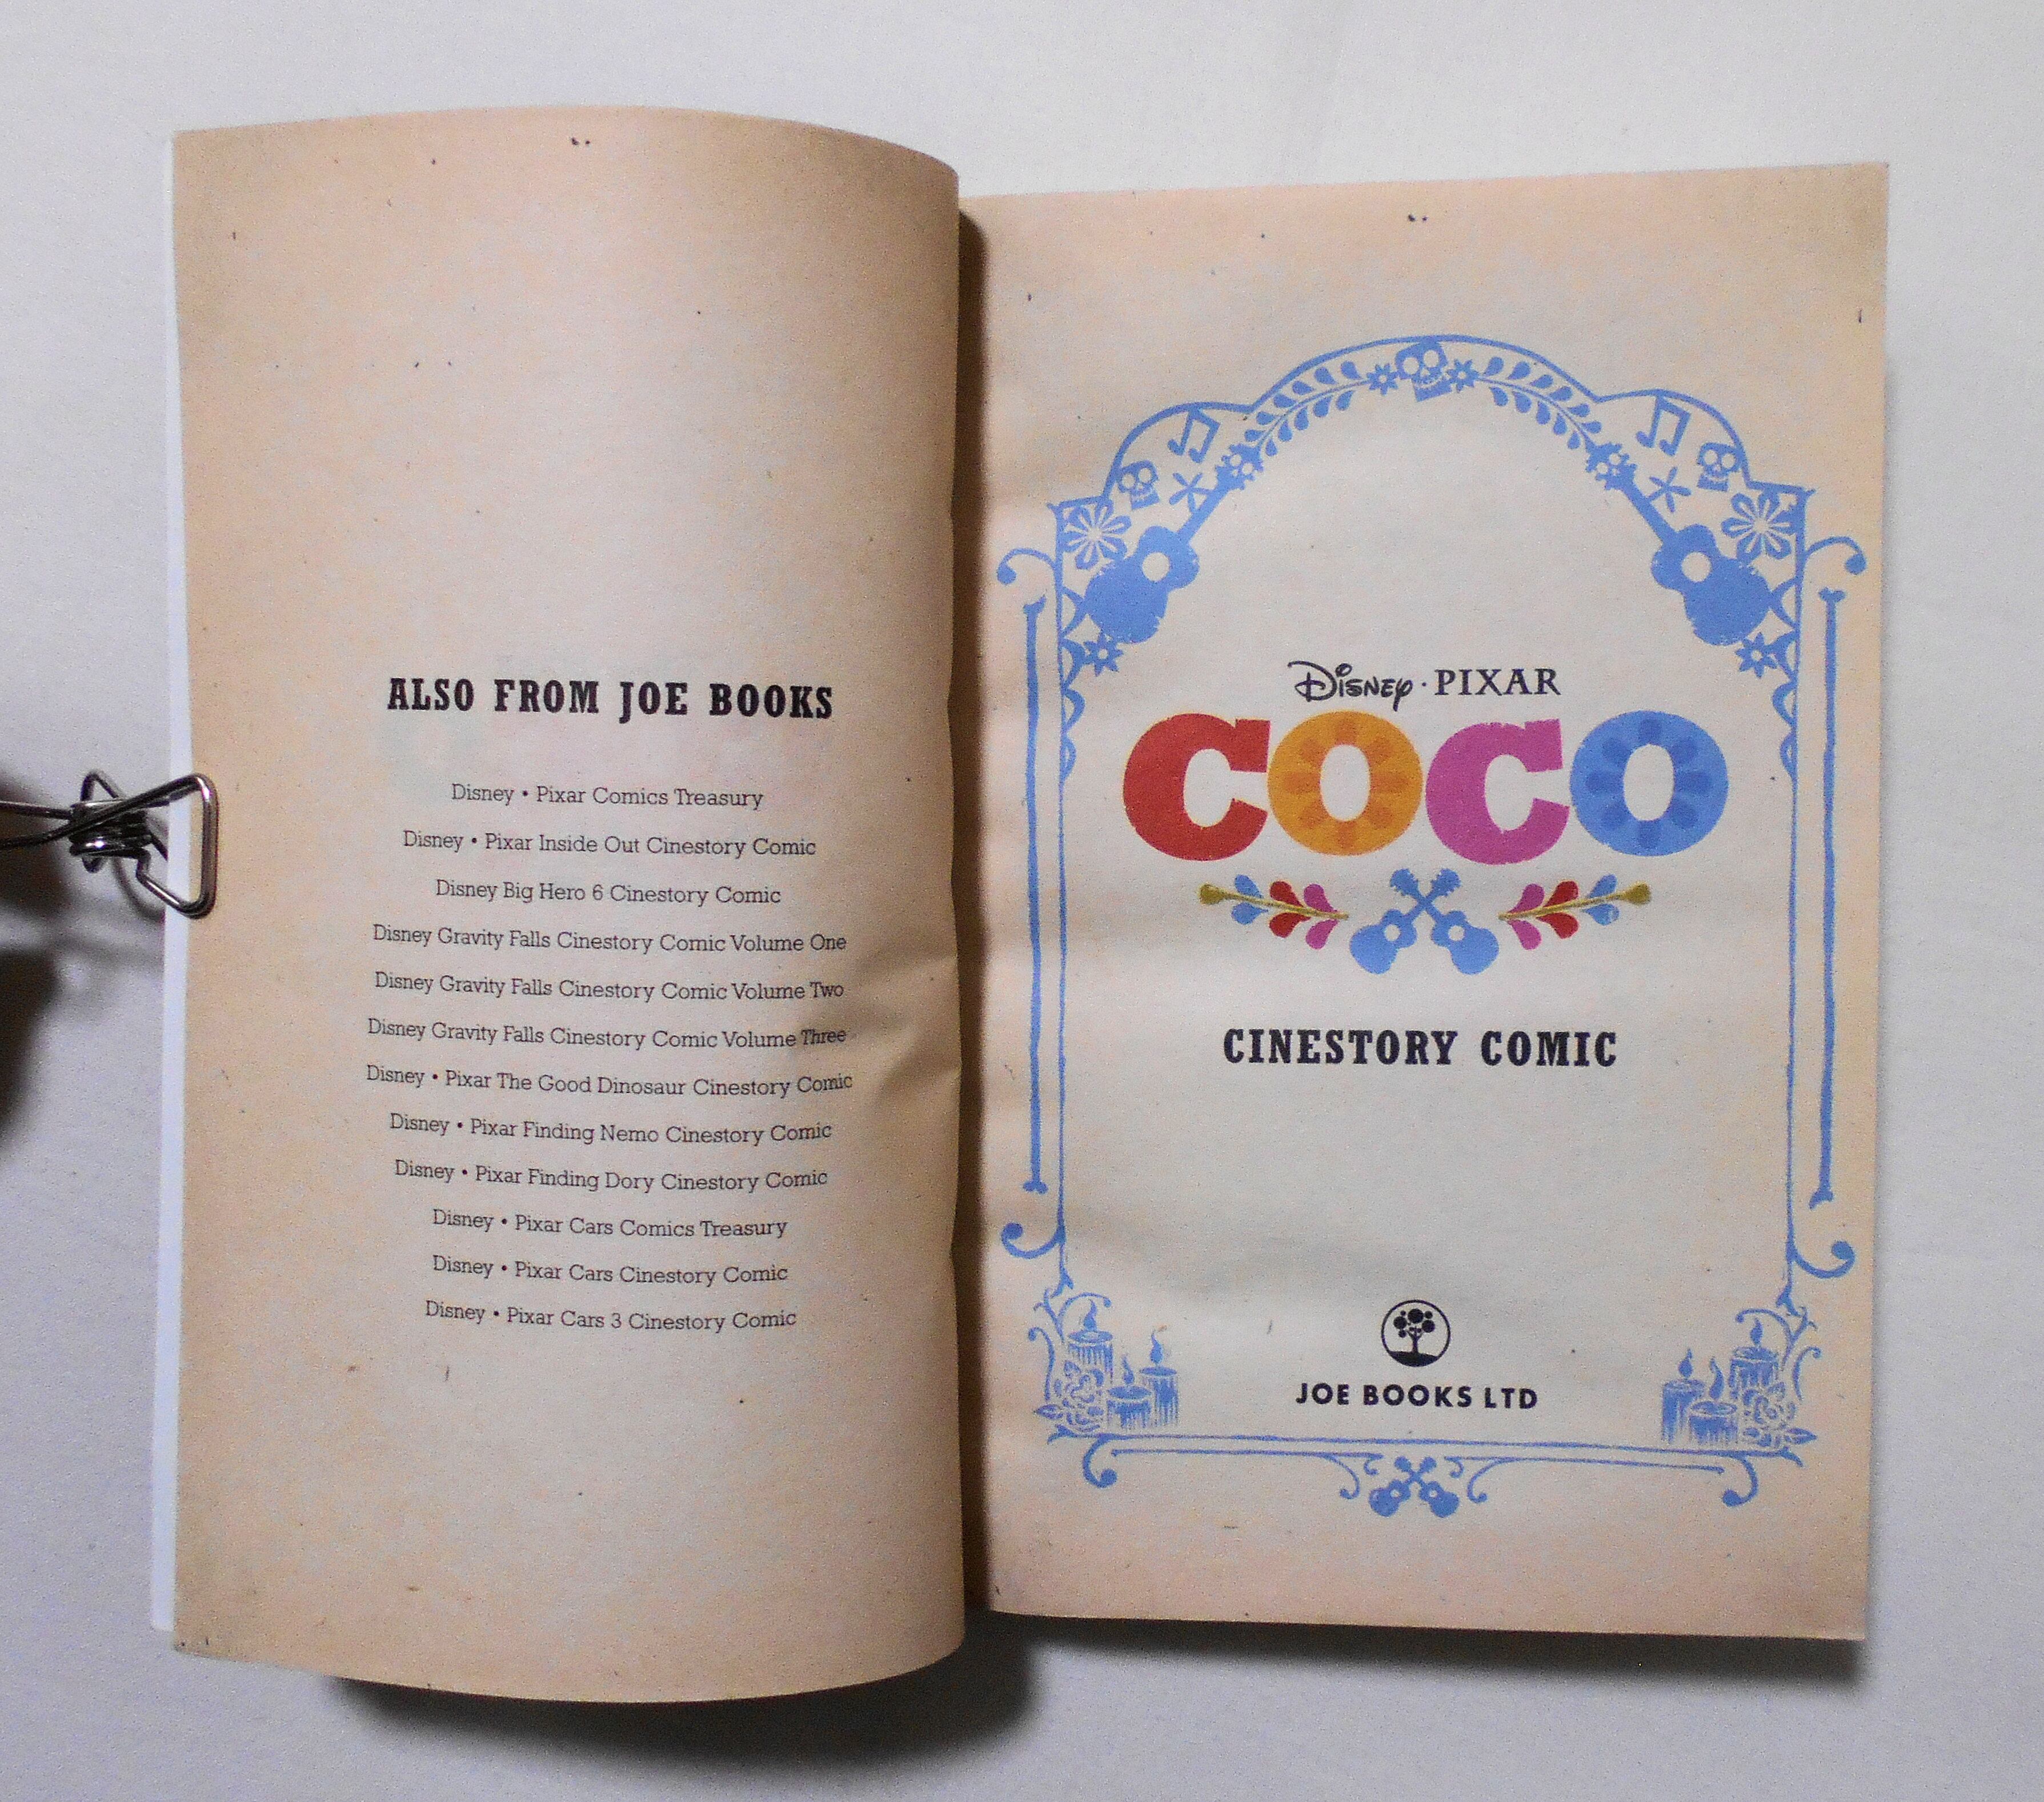 ALSO FROM JOE BOOKS
Disney • Pixar Comics Treasury
Disney • Pixar Inside Out Cinestory Comic
Disney Big Hero 6 Cinestory Comic
Disney Gravity Falls Cinestory Comic Volume One
Disney Gravity Falls Cinestory Comic Volume Two
Disney Gravity Falls Cinestory Comic Volume Three
Disney • Pixar The Good Dinosaur Cinestory Comic
Disney • Pixar Finding Nemo Cinestory Comic
Disney • Pixar Finding Dory Cinestory Comic
Disney • Pixar Cars Comics Treasury
Disney • Pixar Cars Cinestory Comic
Disney • Pixar Cars 3 Cinestory Comic
Disney · PIXAR
COCO
CINESTORY COMIC
JOE BOOKS LTD